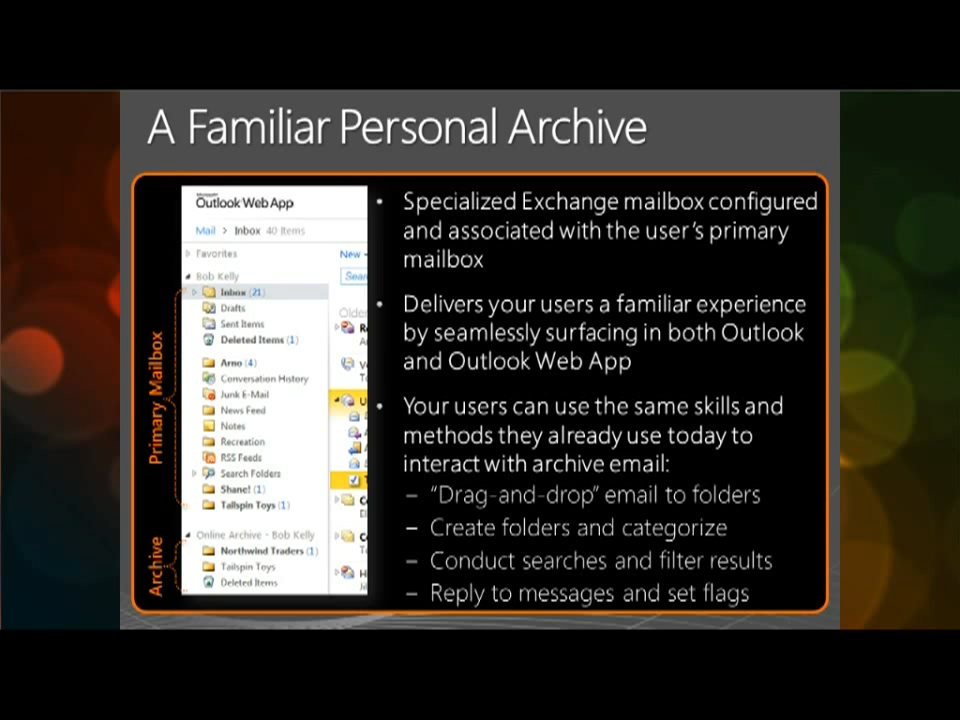 A Familiar Personal Archive
Microsoft
Outlook Web App
Mail > Inbox 40 Items
Favorites
New
Bob Kelly
Sear
Inbox (21)
Drafts
Older
Sent Items
Deleted Items (1)
Arno (4)
Conversation History
Junk E-Mail
News Feed
Notes
Recreation
RSS Feeds
Search Folders
Shane! (1)
Tailspin Toys (1)
Online Archive - Bob Kelly
Northwind Traders (1)
Tailspin Toys
Deleted Items
Primary Mailbox
Archive
• Specialized Exchange mailbox configured
and associated with the user's primary
mailbox
• Delivers your users a familiar experience
by seamlessly surfacing in both Outlook
and Outlook Web App
• Your users can use the same skills and
methods they already use today to
interact with archive email:
– “Drag-and-drop” email to folders
– Create folders and categorize
– Conduct searches and filter results
– Reply to messages and set flags